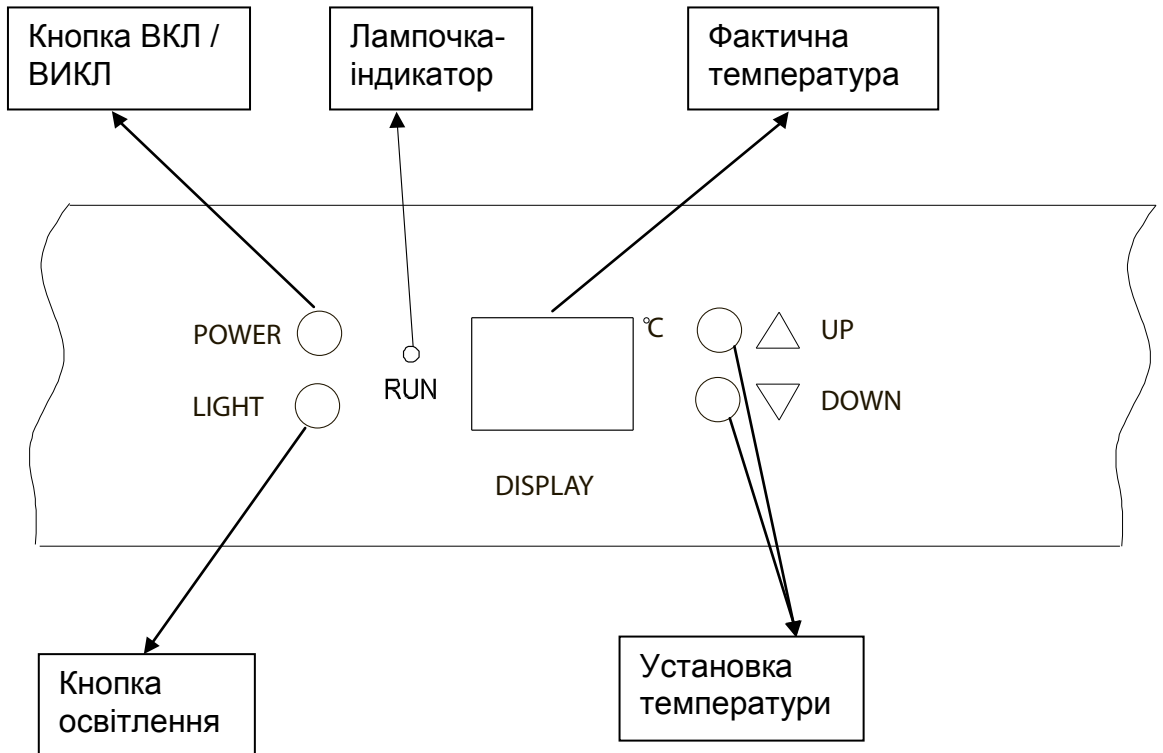 Кнопка ВКЛ /
ВИКЛ
Лампочка-
індикатор
Фактична
температура
POWER
°C
UP
RUN
LIGHT
DOWN
DISPLAY
Кнопка
освітлення
Установка
температури